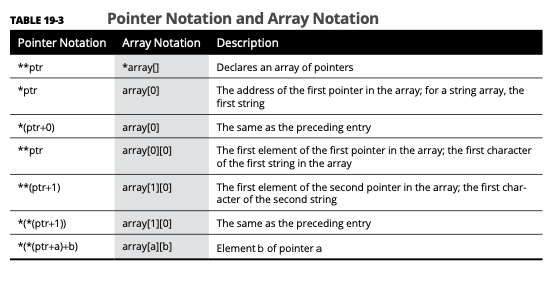 TABLE 19-3 Pointer Notation and Array Notation
Pointer Notation Array Notation Description
**ptr *array[] Declares an array of pointers
*ptr array[0] The address of the first pointer in the array; for a string array, the
first string
*(ptr+0) array[0] The same as the preceding entry
**ptr array[0][0] The first element of the first pointer in the array; the first character
of the first string in the array
**(ptr+1) array[1][0] The first element of the second pointer in the array; the first char-
acter of the second string
*(*(ptr+1)) array[1][0] The same as the preceding entry
*(*(ptr+a)+b) array[a][b] Element b of pointer a